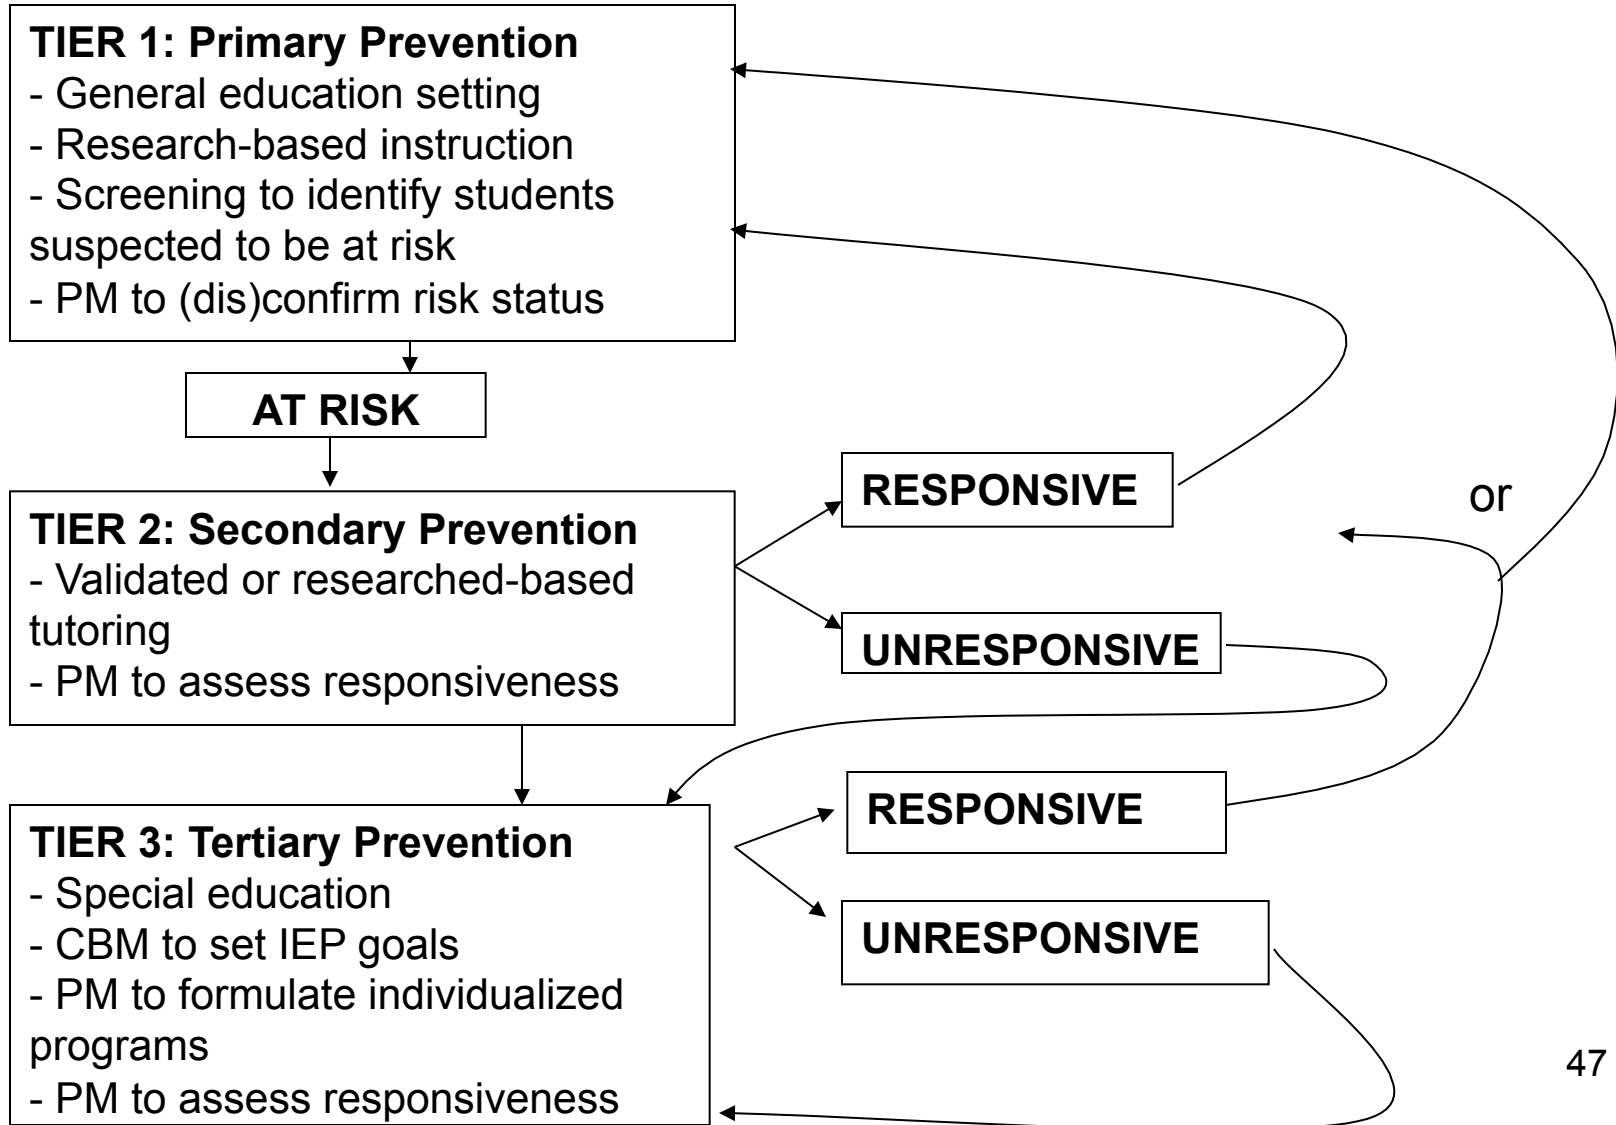 TIER 1: Primary Prevention
- General education setting
- Research-based instruction
- Screening to identify students
suspected to be at risk
- PM to (dis)confirm risk status
AT RISK
TIER 2: Secondary Prevention
- Validated or researched-based
tutoring
- PM to assess responsiveness
RESPONSIVE
or
UNRESPONSIVE
TIER 3: Tertiary Prevention
- Special education
- CBM to set IEP goals
- PM to formulate individualized
programs
- PM to assess responsiveness
RESPONSIVE
UNRESPONSIVE
47